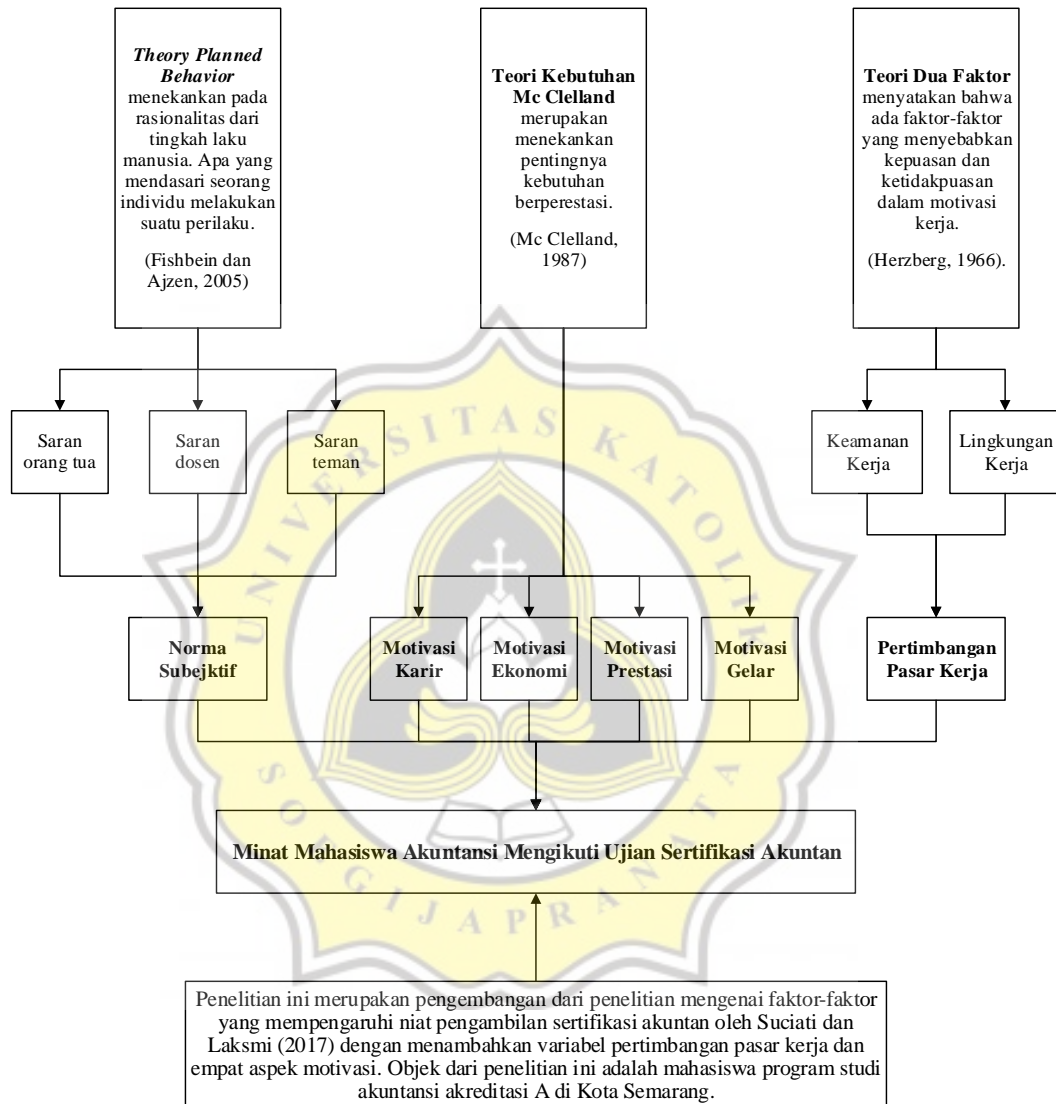 Theory Planned
Behavior
menekankan pada
rasionalitas dari
tingkah laku
manusia. Apa yang
mendasari seorang
individu melakukan
suatu perilaku.
(Fishbein dan
Ajzen, 2005)
Teori Kebutuhan
Mc Clelland
merupakan
menekankan
pentingnya
kebutuhan
berperestasi.
(Mc Clelland,
1987)
Teori Dua Faktor
menyatakan bahwa
ada faktor-faktor
yang menyebabkan
kepuasan dan
ketidakpuasan
dalam motivasi
kerja.
(Herzberg, 1966).
Saran
orang tua
Saran
dosen
Saran
teman
Keamanan
Kerja
Lingkungan
Kerja
Norma
Subejktif
Motivasi
Karir
Motivasi
Ekonomi
Motivasi
Prestasi
Motivasi
Gelar
Pertimbangan
Pasar Kerja
Minat Mahasiswa Akuntansi Mengikuti Ujian Sertifikasi Akuntan
Penelitian ini merupakan pengembangan dari penelitian mengenai faktor-faktor
yang mempengaruhi niat pengambilan sertifikasi akuntan oleh Suciati dan
Laksmi (2017) dengan menambahkan variabel pertimbangan pasar kerja dan
empat aspek motivasi. Objek dari penelitian ini adalah mahasiswa program studi
akuntansi akreditasi A di Kota Semarang.
UNIVERSITAS KATOLIK
SOEGIJAPRANATA